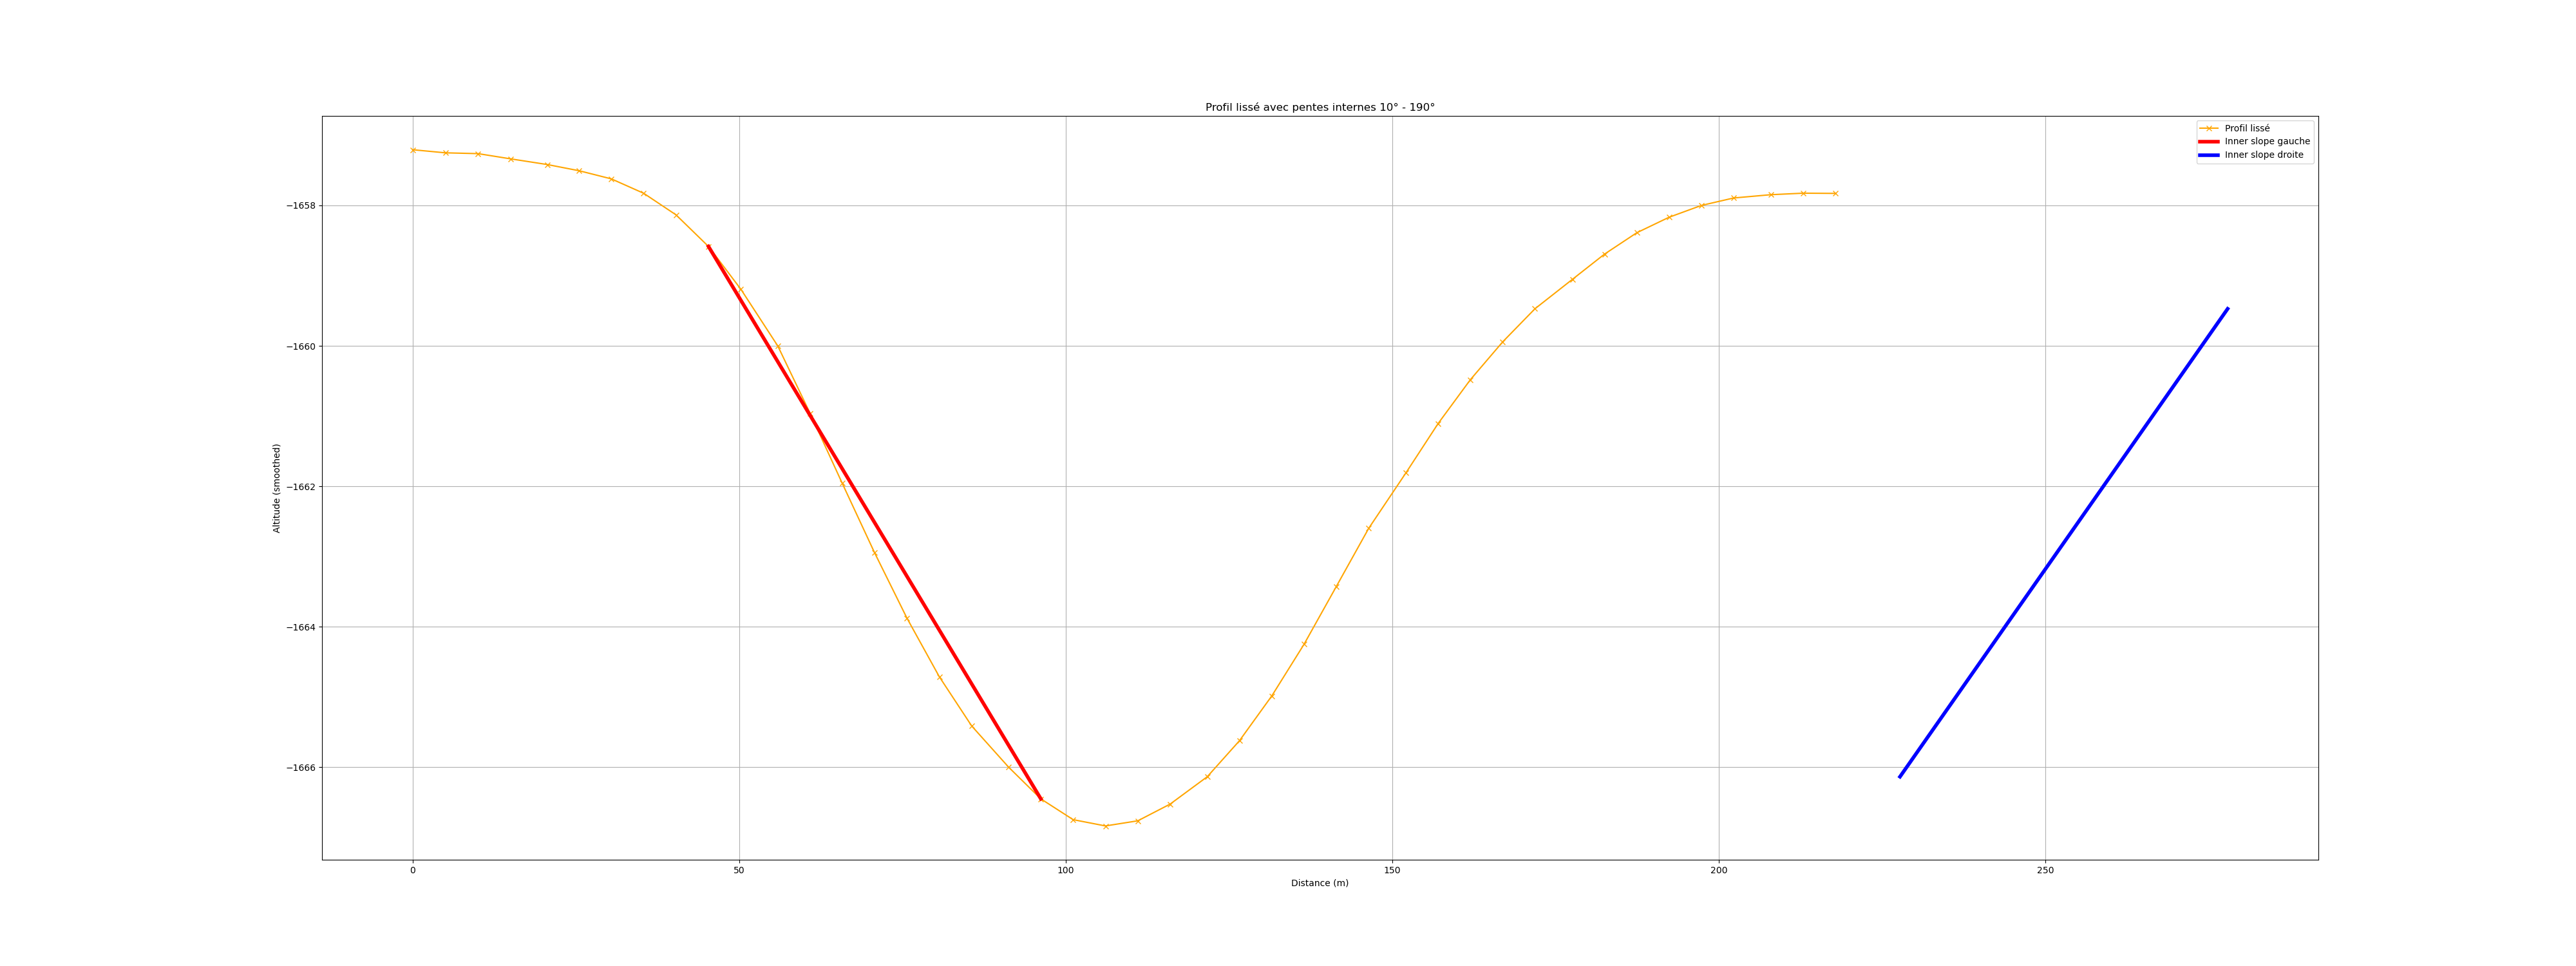 Profil lissé avec pentes internes 10° - 190°
Profil lissé
Inner slope gauche
Inner slope droite
Altitude (smoothed)
−1658
−1660
−1662
−1664
−1666
0
50
100
150
200
250
Distance (m)